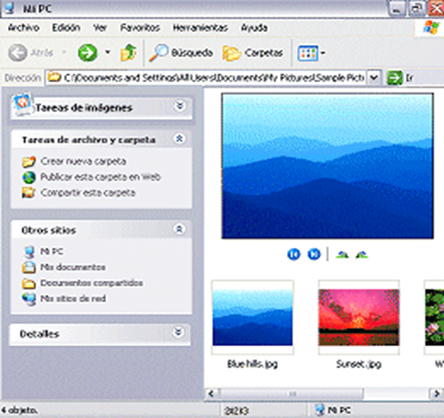 Mi PC
Archivo Edición Ver Favoritos Herramientas Ayuda
Atrás Búsqueda Carpetas
Dirección C:\Documents and Settings\All Users\Documents\My Pictures\Sample Pict Ir
Tareas de imágenes
Tareas de archivo y carpeta
Crear nueva carpeta
Publicar esta carpeta en Web
Compartir esta carpeta
Otros sitios
Mi PC
Mis documentos
Documentos compartidos
Mis sitios de red
Detalles
Blue hills.jpg Sunset.jpg W
4 objeto. Mi PC